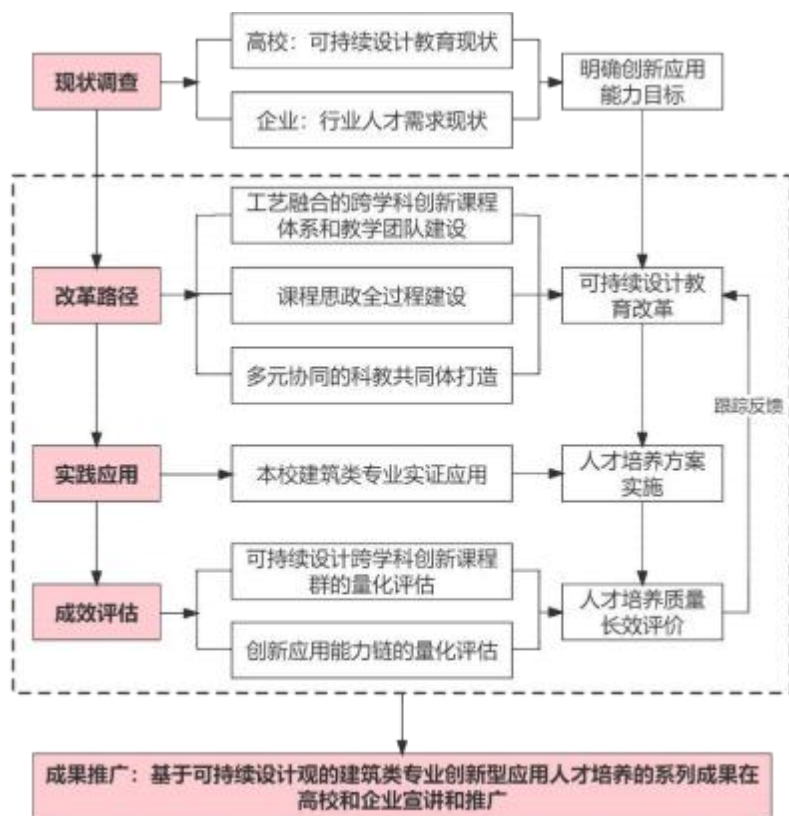 高校：可持续设计教育现状
现状调查
明确创新应用
能力目标
企业：行业人才需求现状
工艺融合的跨学科创新课程
体系和教学团队建设
改革路径
课程思政全过程建设
可持续设计教
育改革
多元协同的科教共同体打造
跟踪反馈
实践应用
本校建筑类专业实证应用
人才培养方案
实施
可持续设计跨学科创新课程
群的量化评估
成效评估
人才培养质量
长效评价
创新应用能力链的量化评估
成果推广：基于可持续设计观的建筑类专业创新型应用人才培养的系列成果在
高校和企业宣讲和推广